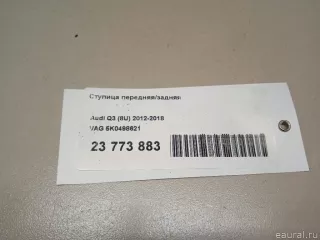 Ступица передняя/задняя
Audi Q3 (8U) 2012-2018
VAG 5K0498621
23 773 883
eaural.ru